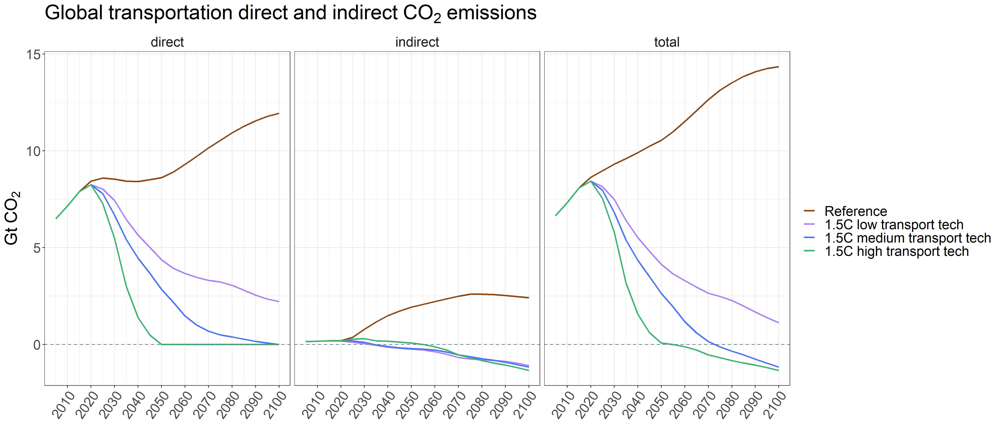 Global transportation direct and indirect CO₂ emissions
direct
indirect
total
Gt CO₂
15
10
5
0
2010 2020 2030 2040 2050 2060 2070 2080 2090 2100
2010 2020 2030 2040 2050 2060 2070 2080 2090 2100
2010 2020 2030 2040 2050 2060 2070 2080 2090 2100
Reference
1.5C low transport tech
1.5C medium transport tech
1.5C high transport tech